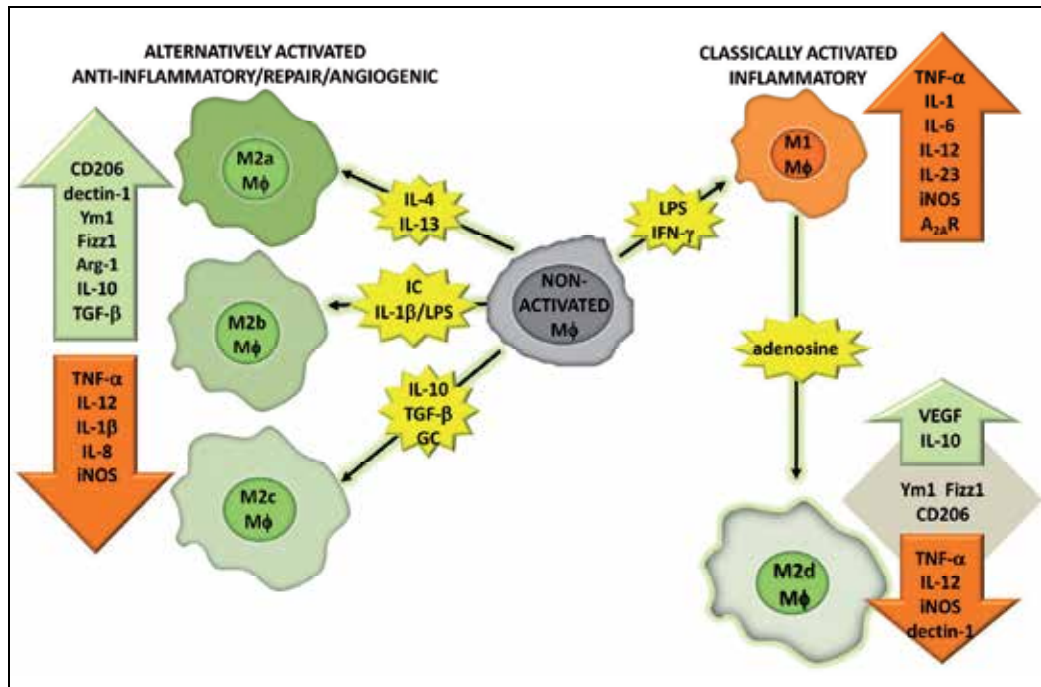 ALTERNATIVELY ACTIVATED
ANTI-INFLAMMATORY/REPAIR/ANGIOGENIC
CLASSICALLY ACTIVATED
INFLAMMATORY
CD206
dectin-1
Ym1
Fizz1
Arg-1
IL-10
TGF-β
TNF-α
IL-12
IL-1β
IL-8
iNOS
M2a
Mϕ
M2b
Mϕ
M2c
Mϕ
IL-4
IL-13
IC
IL-1β/LPS
IL-10
TGF-β
GC
NON-
ACTIVATED
Mϕ
LPS
IFN-γ
M1
Mϕ
TNF-α
IL-1
IL-6
IL-12
IL-23
iNOS
A2AR
adenosine
M2d
Mϕ
VEGF
IL-10
Ym1 Fizz1
CD206
TNF-α
IL-12
iNOS
dectin-1